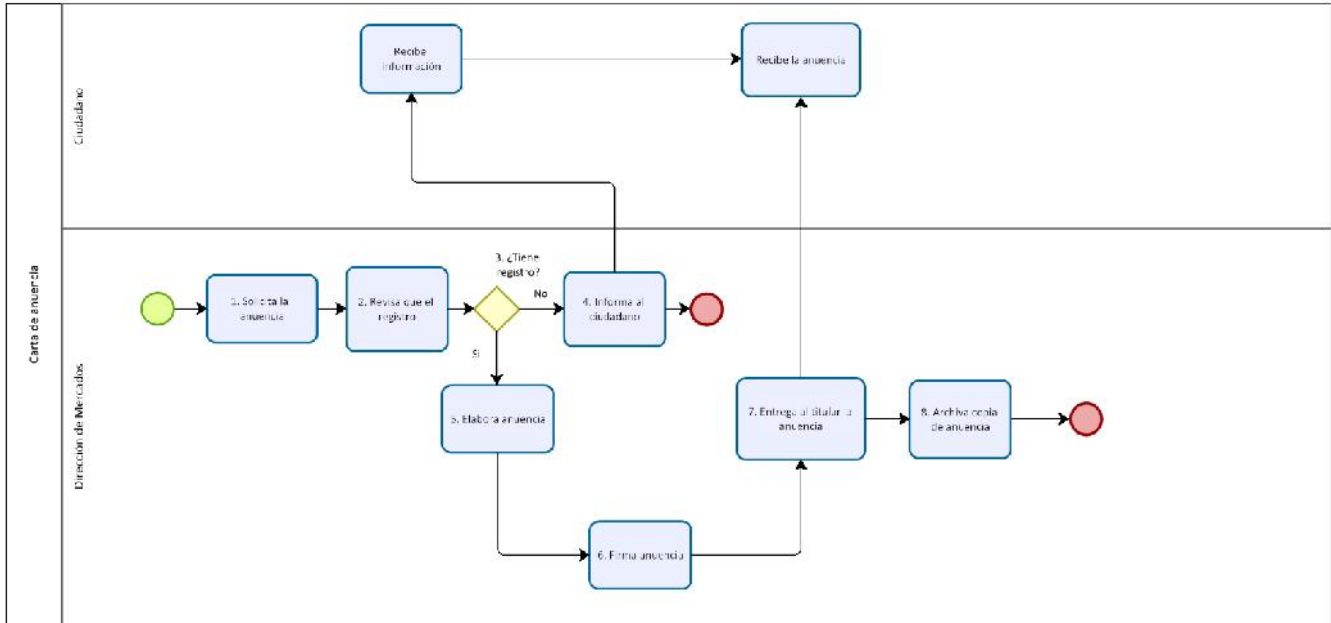 Carta de anuencia
Ciudadano
Recibe
información
Recibe la anuencia
Dirección de Mercados
1. Solicita la
anuencia
2. Revisa que el
registro
3. ¿Tiene
registro?
No
Si
4. Informa al
ciudadano
5. Elabora anuencia
6. Firma anuencia
7. Entrega al titular la
anuencia
8. Archiva copia
de anuencia